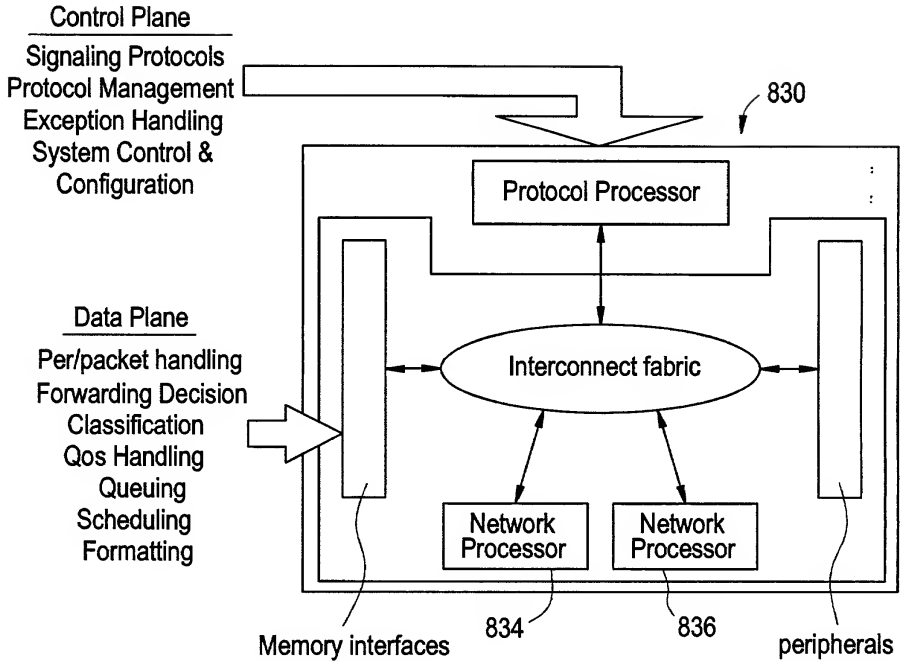 Control Plane
Signaling Protocols
Protocol Management
Exception Handling
System Control &
Configuration
830
Protocol Processor
Data Plane
Per/packet handling
Forwarding Decision
Classification
Qos Handling
Queuing
Scheduling
Formatting
Interconnect fabric
Network
Processor
Network
Processor
834
836
Memory interfaces
peripherals